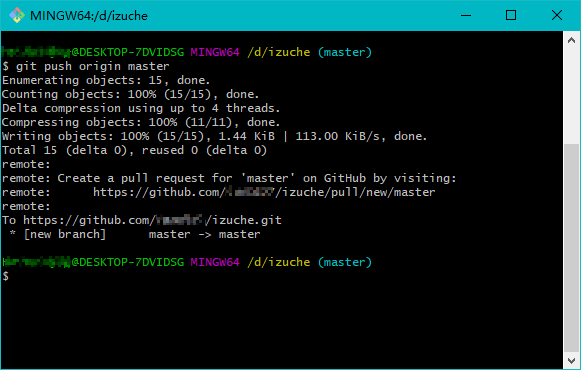 MINGW64:/d/izuche
@DESKTOP-7DVIDSG MINGW64 /d/izuche (master)
$ git push origin master
Enumerating objects: 15, done.
Counting objects: 100% (15/15), done.
Delta compression using up to 4 threads.
Compressing objects: 100% (11/11), done.
Writing objects: 100% (15/15), 1.44 KiB | 113.00 KiB/s, done.
Total 15 (delta 0), reused 0 (delta 0)
remote:
remote: Create a pull request for 'master' on GitHub by visiting:
remote:      https://github.com/ /izuche/pull/new/master
remote:
To https://github.com/ /izuche.git
 * [new branch]      master -> master
@DESKTOP-7DVIDSG MINGW64 /d/izuche (master)
$